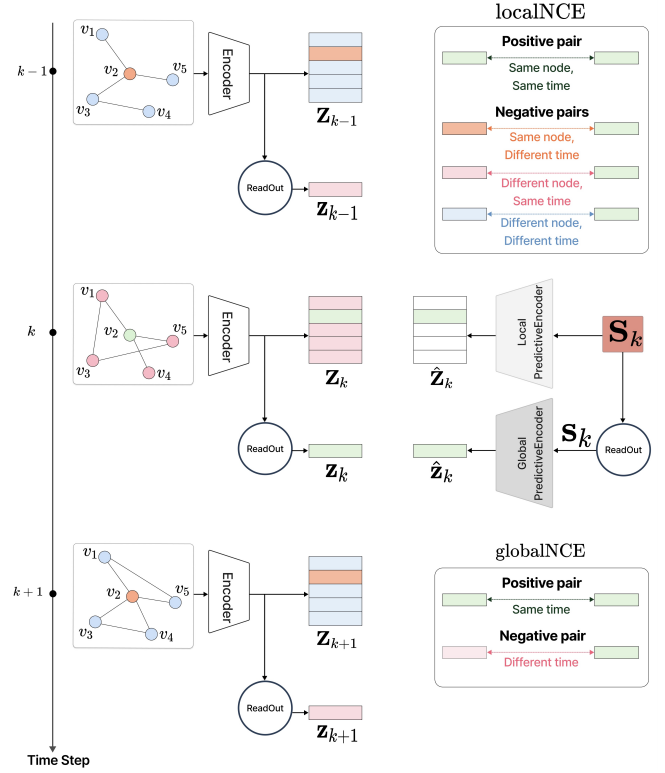 localNCE
Positive pair
Same node,
Same time
Negative pairs
Same node,
Different time
Different node,
Same time
Different node,
Different time
k − 1
v₁
v₂
v₃
v₄
v₅
Encoder
Z_{k−1}
ReadOut
z_{k−1}
k
v₁
v₂
v₃
v₄
v₅
Encoder
Z_k
ReadOut
z_k
Ẑ_k
Local
PredictiveEncoder
S_k
ẑ_k
Global
PredictiveEncoder
s_k
ReadOut
k + 1
v₁
v₂
v₃
v₄
v₅
Encoder
Z_{k+1}
ReadOut
z_{k+1}
globalNCE
Positive pair
Same time
Negative pair
Different time
Time Step